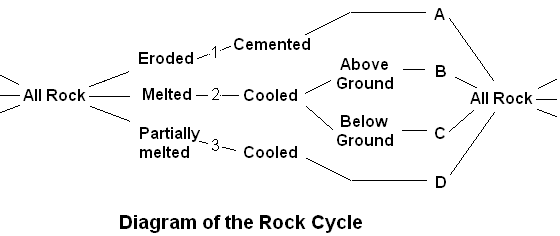 A
Eroded 1 Cemented
Above
Ground
B
All Rock Melted 2 Cooled All Rock
Below
Ground
C
Partially
melted
3 Cooled
D
Diagram of the Rock Cycle